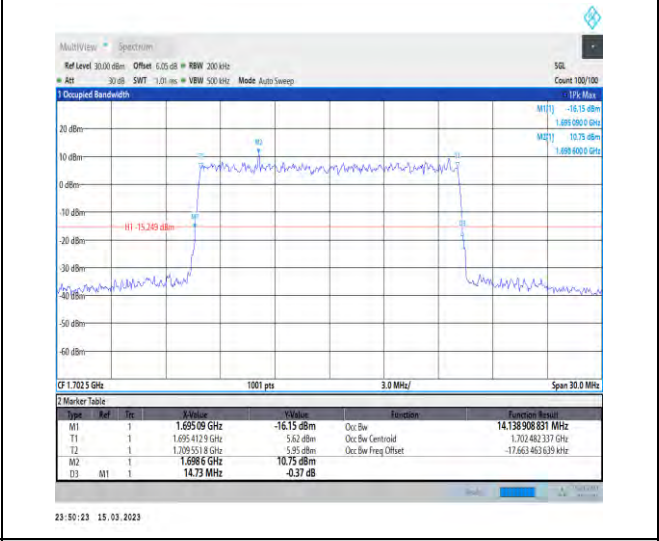 MultiView Spectrum
Ref Level 30.00 dBm Offset 6.05 dB RBW 200 kHz SGL
Att 30 dB SWT 1.01 ms VBW 500 kHz Mode Auto Sweep Count 100/100
1 Occupied Bandwidth 1Pk Max
M1[1] -16.15 dBm
1.695 090 0 GHz
20 dBm
M2[1] 10.75 dBm
1.698 600 0 GHz
M2
10 dBm
0 dBm
-10 dBm
M1
H1 -15.249 dBm
D3
-20 dBm
-30 dBm
-40 dBm
-50 dBm
-60 dBm
CF 1.702 5 GHz 1001 pts 3.0 MHz/ Span 30.0 MHz
2 Marker Table
Type Ref Trc X-Value Y-Value Function Function Result
M1 1 1.695 09 GHz -16.15 dBm Occ Bw 14.138 908 831 MHz
T1 1 1.695 412 9 GHz 5.62 dBm Occ Bw Centroid 1.702 482 337 GHz
T2 1 1.709 551 8 GHz 5.95 dBm Occ Bw Freq Offset -17.663 463 639 kHz
M2 1 1.698 6 GHz 10.75 dBm
D3 M1 1 14.73 MHz -0.37 dB
23:50:23 15.03.2023